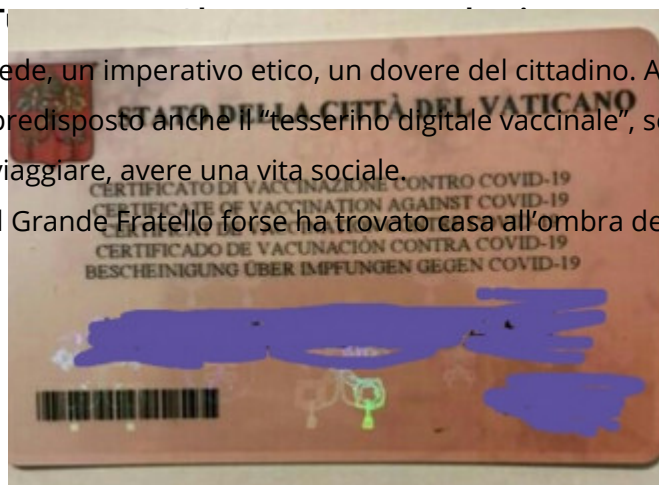 ede, un imperativo etico, un dovere del cittadino. A
STATO DELLA CITTÀ DEL VATICANO
predisposto anche il “tesserino digitale vaccinale”, se
viaggiare, avere una vita sociale.
CERTIFICATO DI VACCINAZIONE CONTRO COVID-19
CERTIFICATE OF VACCINATION AGAINST COVID-19
l Grande Fratello forse ha trovato casa all’ombra de
CERTIFICADO DE VACUNACIÓN CONTRA COVID-19
BESCHEINIGUNG ÜBER IMPFUNGEN GEGEN COVID-19